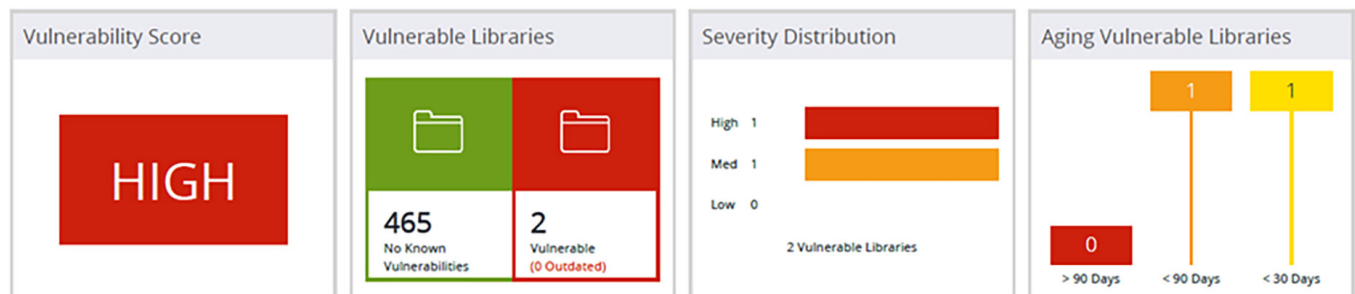 Vulnerability Score
HIGH
Vulnerable Libraries
465
No Known
Vulnerabilities
2
Vulnerable
(0 Outdated)
Severity Distribution
High 1
Med 1
Low 0
2 Vulnerable Libraries
Aging Vulnerable Libraries
0
1
1
> 90 Days
< 90 Days
< 30 Days